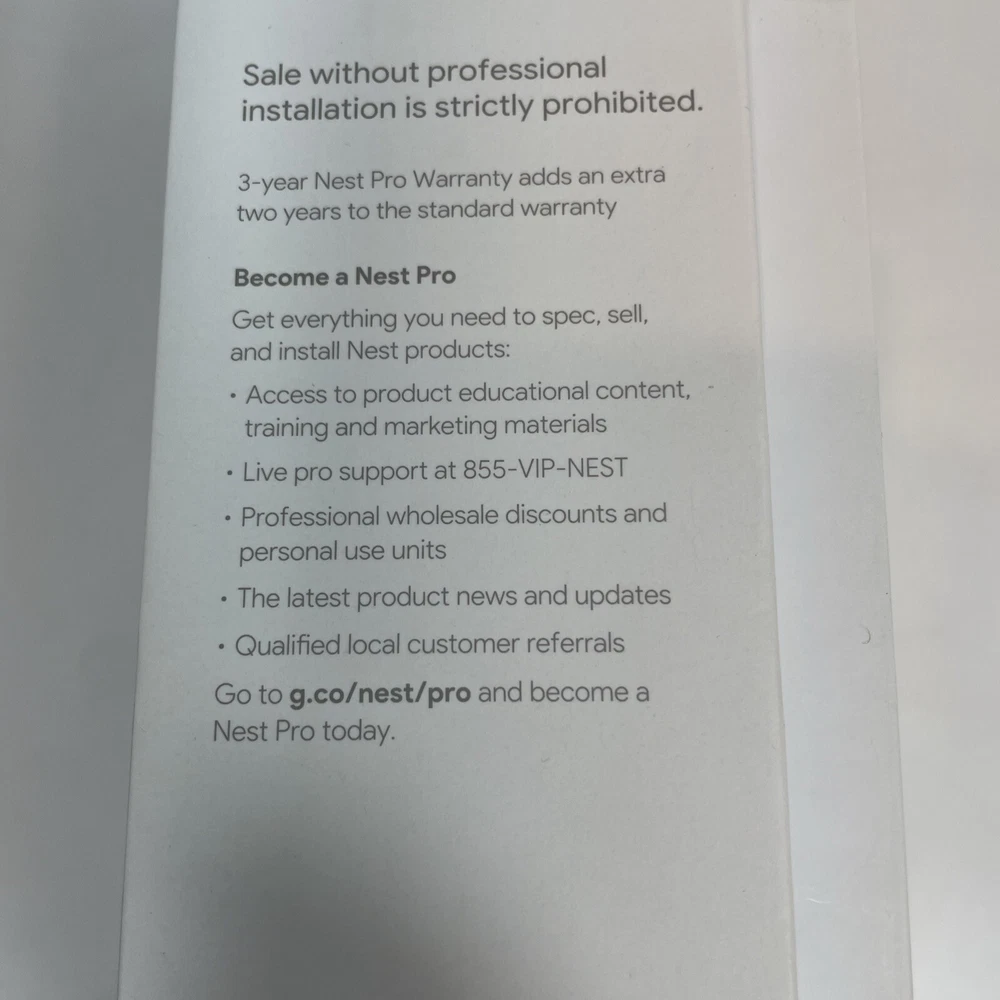 Sale without professional
installation is strictly prohibited.
3-year Nest Pro Warranty adds an extra
two years to the standard warranty
Become a Nest Pro
Get everything you need to spec, sell,
and install Nest products:
• Access to product educational content,
training and marketing materials
• Live pro support at 855-VIP-NEST
• Professional wholesale discounts and
personal use units
• The latest product news and updates
• Qualified local customer referrals
Go to g.co/nest/pro and become a
Nest Pro today.